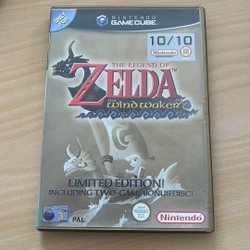 NINTENDO
GAMECUBE
10/10
Nintendo
THE LEGEND OF
ZELDA
The Wind Waker
LIMITED EDITION!
INCLUDING TWO-GAME BONUS DISC!
PAL
Nintendo